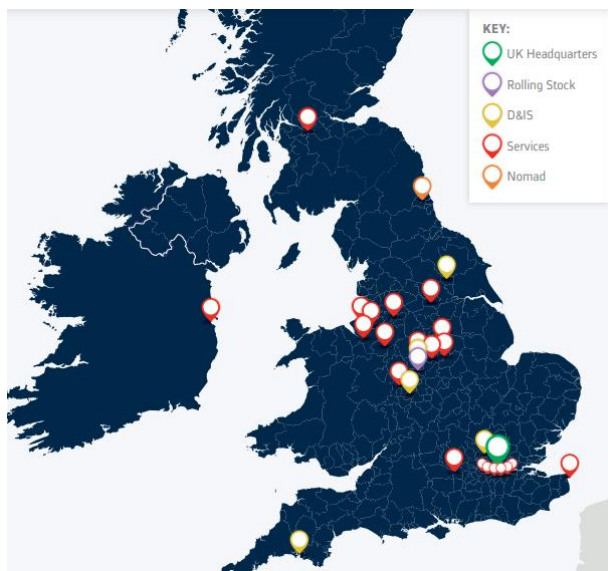 KEY:
UK Headquarters
Rolling Stock
D&IS
Services
Nomad